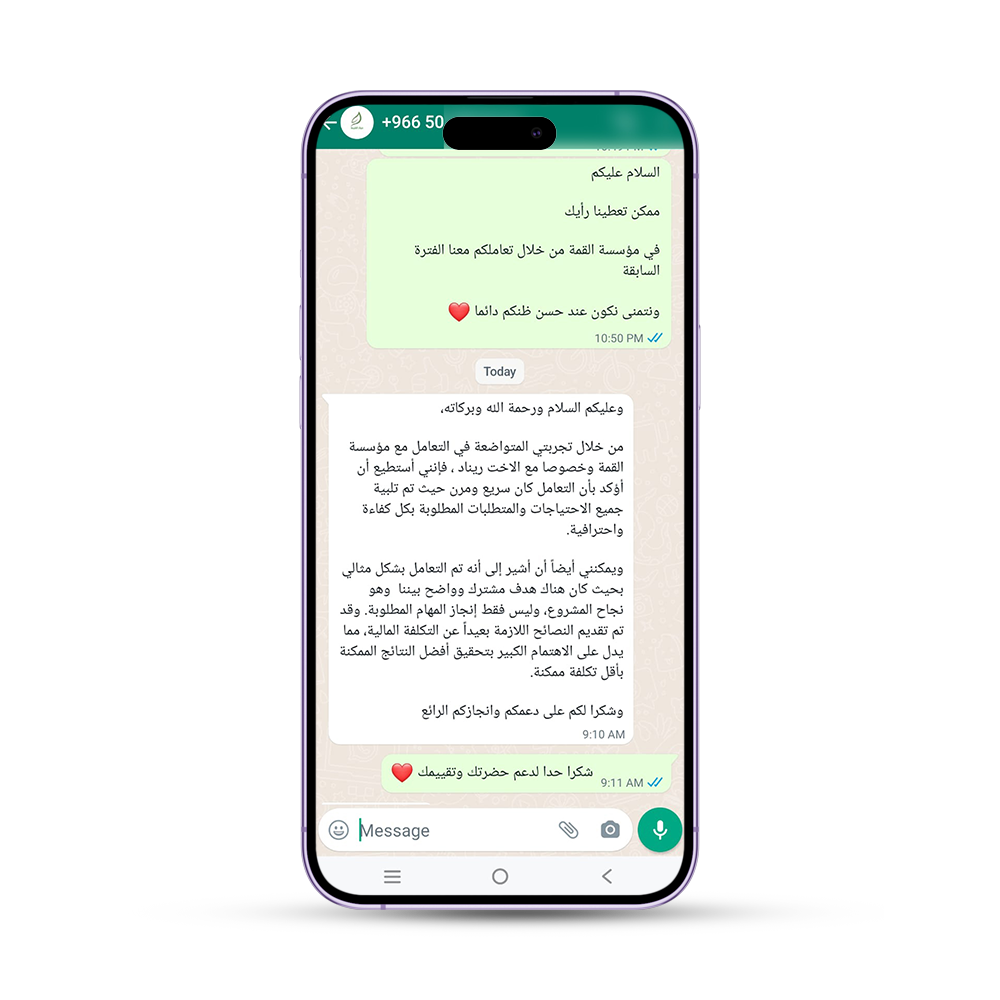 +966 50
السلام عليكم
ممكن تعطينا رأيك
في مؤسسة القمة من خلال تعاملكم معنا الفترة
السابقة
ونتمنى نكون عند حسن ظنكم دائما ❤️
10:50 PM
Today
وعليكم السلام ورحمة الله وبركاته،
من خلال تجربتي المتواضعة في التعامل مع مؤسسة
القمة وخصوصا مع الاخت ريناد ، فإنني أستطيع أن
أؤكد بأن التعامل كان سريع ومرن حيث تم تلبية
جميع الاحتياجات والمتطلبات المطلوبة بكل كفاءة
واحترافية.
ويمكنني أيضاً أن أشير إلى أنه تم التعامل بشكل مثالي
بحيث كان هناك هدف مشترك وواضح بيننا وهو
نجاح المشروع، وليس فقط إنجاز المهام المطلوبة. وقد
تم تقديم النصائح اللازمة بعيداً عن التكلفة المالية، مما
يدل على الاهتمام الكبير بتحقيق أفضل النتائج الممكنة
بأقل تكلفة ممكنة.
وشكرا لكم على دعمكم وانجازكم الرائع
9:10 AM
شكرا حدا لدعم حضرتك وتقييمك ❤️
9:11 AM
Message